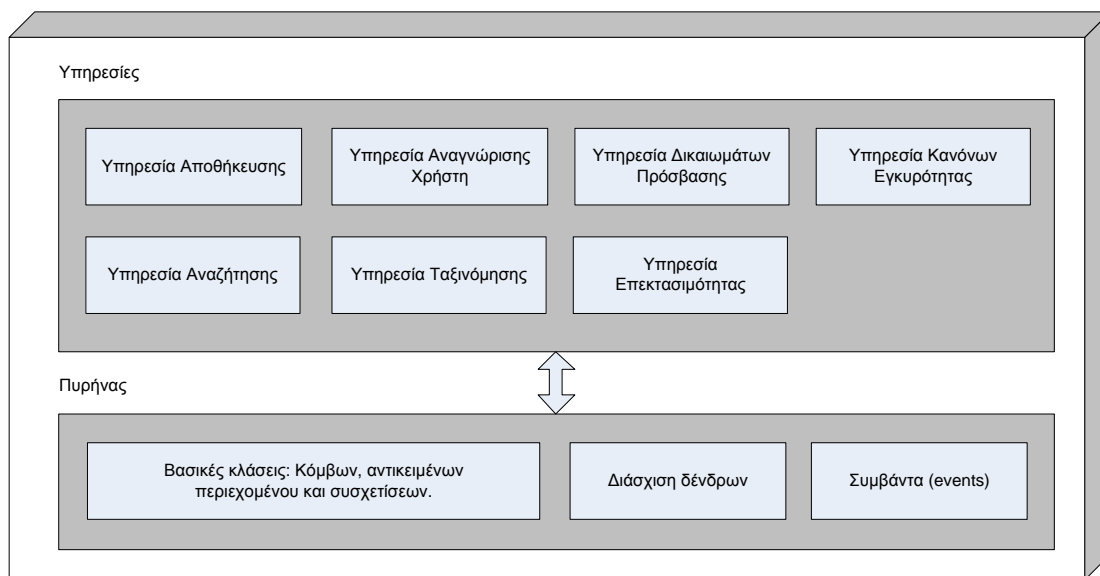 Υπηρεσίες
Υπηρεσία Αποθήκευσης
Υπηρεσία Αναγνώρισης
Χρήστη
Υπηρεσία Δικαιωμάτων
Πρόσβασης
Υπηρεσία Κανόνων
Εγκυρότητας
Υπηρεσία Αναζήτησης
Υπηρεσία Ταξινόμησης
Υπηρεσία
Επεκτασιμότητας
Πυρήνας
Βασικές κλάσεις: Κόμβων, αντικειμένων
περιεχομένου και συσχετίσεων.
Διάσχιση δένδρων
Συμβάντα (events)